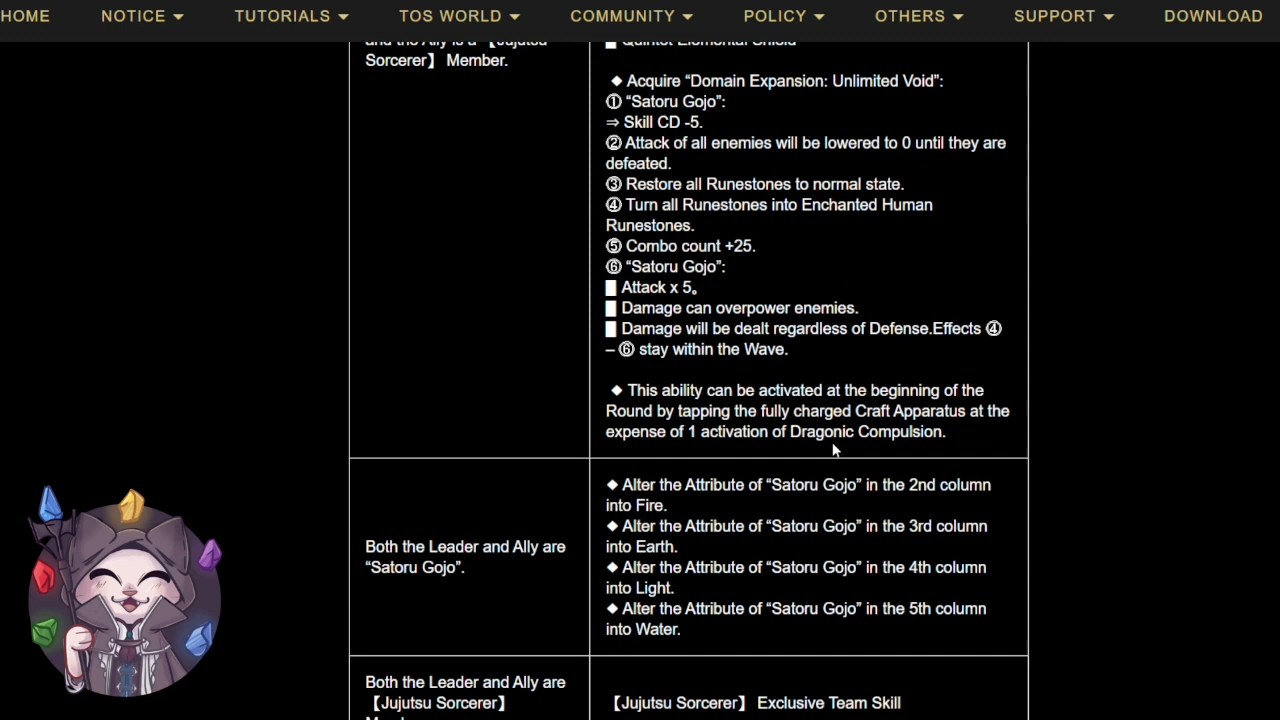 HOME NOTICE TUTORIALS TOS WORLD COMMUNITY POLICY OTHERS SUPPORT DOWNLOAD
and the Ally is a 【Jujutsu
Sorcerer】 Member.
█ Quintet Elemental Shield
◆ Acquire “Domain Expansion: Unlimited Void”:
① “Satoru Gojo”:
⇒ Skill CD -5.
② Attack of all enemies will be lowered to 0 until they are
defeated.
③ Restore all Runestones to normal state.
④ Turn all Runestones into Enchanted Human
Runestones.
⑤ Combo count +25.
⑥ “Satoru Gojo”:
█ Attack x 5。
█ Damage can overpower enemies.
█ Damage will be dealt regardless of Defense.Effects ④
– ⑥ stay within the Wave.
◆ This ability can be activated at the beginning of the
Round by tapping the fully charged Craft Apparatus at the
expense of 1 activation of Dragonic Compulsion.
Both the Leader and Ally are
“Satoru Gojo”.
◆ Alter the Attribute of “Satoru Gojo” in the 2nd column
into Fire.
◆ Alter the Attribute of “Satoru Gojo” in the 3rd column
into Earth.
◆ Alter the Attribute of “Satoru Gojo” in the 4th column
into Light.
◆ Alter the Attribute of “Satoru Gojo” in the 5th column
into Water.
Both the Leader and Ally are
【Jujutsu Sorcerer】
【Jujutsu Sorcerer】 Exclusive Team Skill